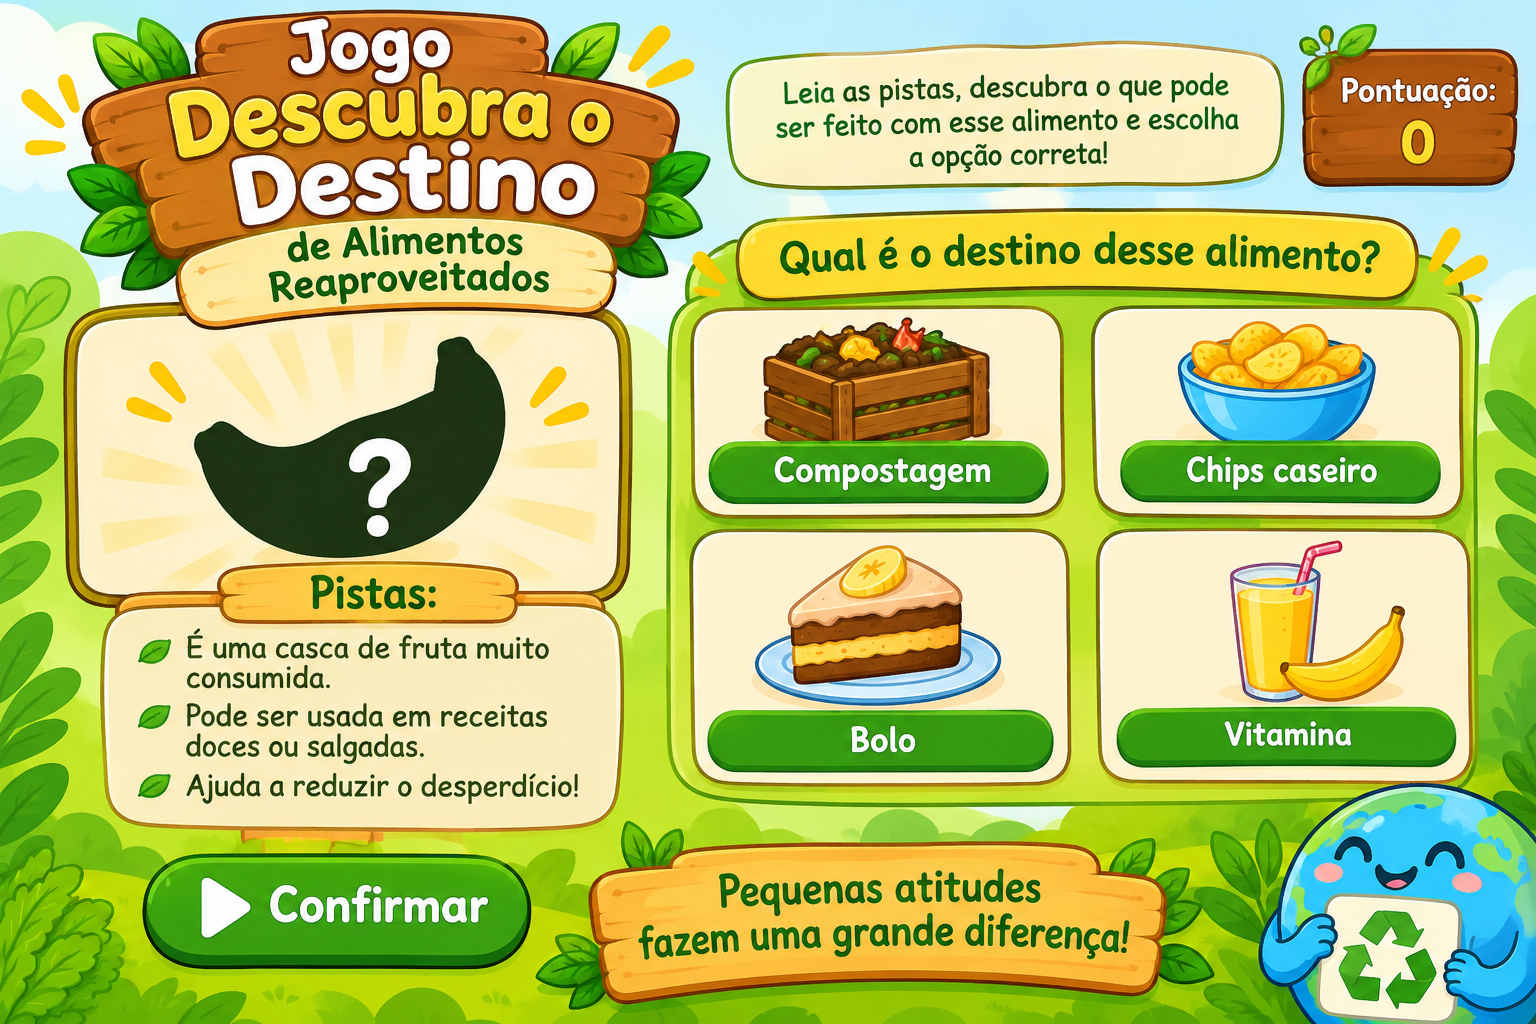 Jogo
Descubra o
Destino
de Alimentos
Reaproveitados
Leia as pistas, descubra o que pode
ser feito com esse alimento e escolha
a opção correta!
Pontuação:
0
?
Pistas:
É uma casca de fruta muito
consumida.
Pode ser usada em receitas
doces ou salgadas.
Ajuda a reduzir o desperdício!
Qual é o destino desse alimento?
Compostagem
Chips caseiro
Bolo
Vitamina
Confirmar
Pequenas atitudes
fazem uma grande diferença!